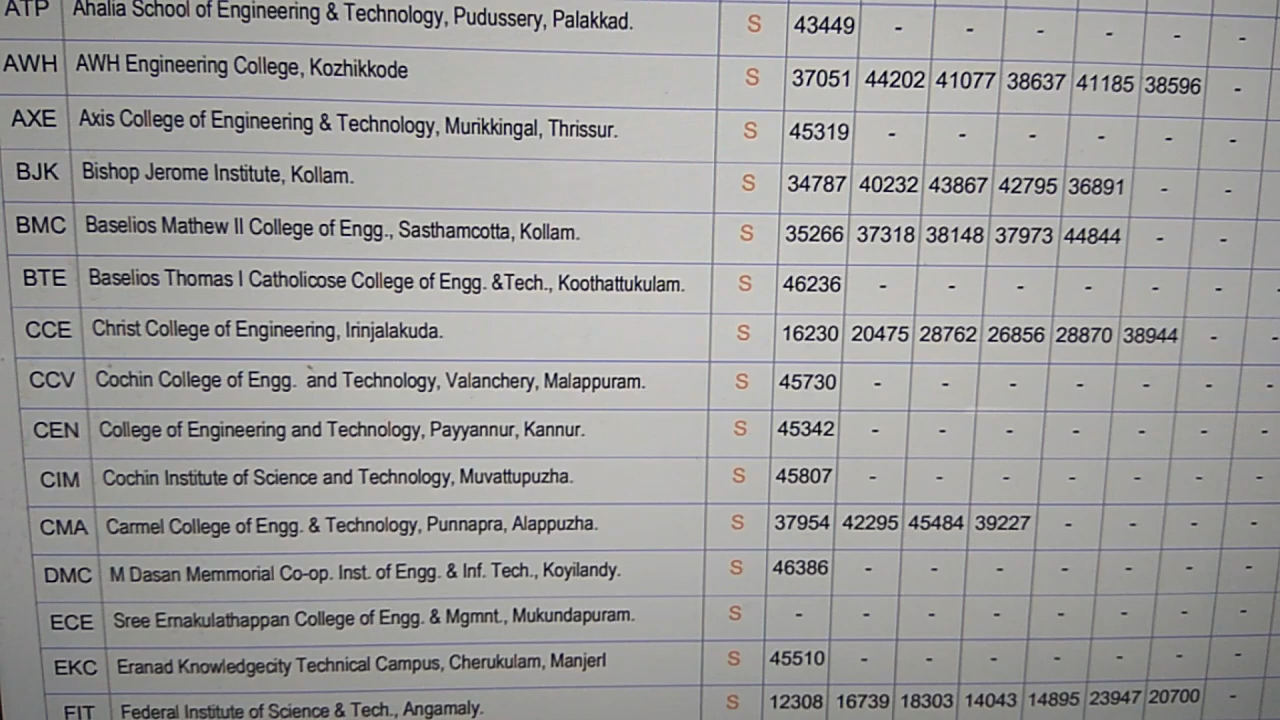 ATP Ahalia School of Engineering & Technology, Pudussery, Palakkad. S 43449 - - - - - -
AWH AWH Engineering College, Kozhikkode S 37051 44202 41077 38637 41185 38596 -
AXE Axis College of Engineering & Technology, Murikkingal, Thrissur. S 45319 - - - - - -
BJK Bishop Jerome Institute, Kollam. S 34787 40232 43867 42795 36891 - -
BMC Baselios Mathew II College of Engg., Sasthamcotta, Kollam. S 35266 37318 38148 37973 44844 - -
BTE Baselios Thomas I Catholicose College of Engg. &Tech., Koothattukulam. S 46236 - - - - - - -
CCE Christ College of Engineering, Irinjalakuda. S 16230 20475 28762 26856 28870 38944 - -
CCV Cochin College of Engg. and Technology, Valanchery, Malappuram. S 45730 - - - - - - -
CEN College of Engineering and Technology, Payyannur, Kannur. S 45342 - - - - - - -
CIM Cochin Institute of Science and Technology, Muvattupuzha. S 45807 - - - - - - -
CMA Carmel College of Engg. & Technology, Punnapra, Alappuzha. S 37954 42295 45484 39227 - - - -
DMC M Dasan Memmorial Co-op. Inst. of Engg. & Inf. Tech., Koyilandy. S 46386 - - - - - - -
ECE Sree Ernakulathappan College of Engg. & Mgmnt., Mukundapuram. S - - - - - - - -
EKC Eranad Knowledgecity Technical Campus, Cherukulam, Manjerl S 45510 - - - - - - -
FIT Federal Institute of Science & Tech., Angamaly. S 12308 16739 18303 14043 14895 23947 20700 -